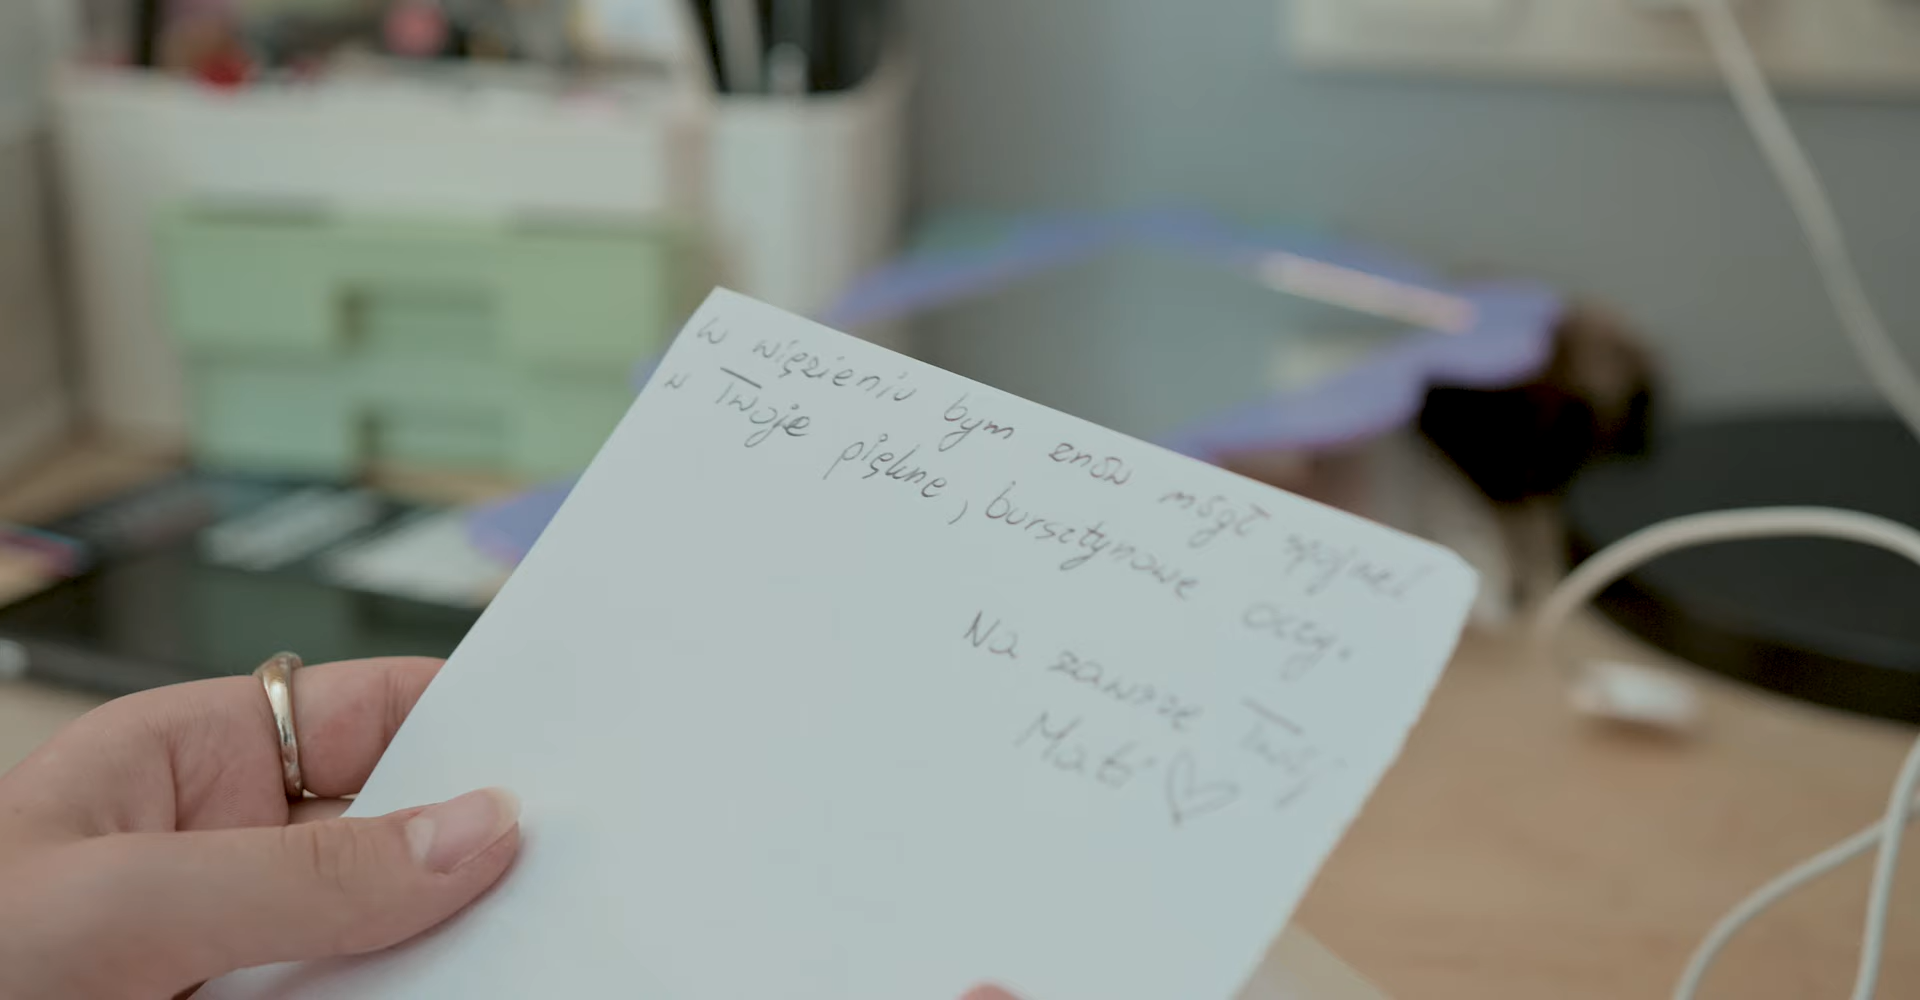 w więzieniu bym znów mógł spojrzeć
w Twoje piękne, bursztynowe oczy.
Na zawsze Twój
Mati ♡